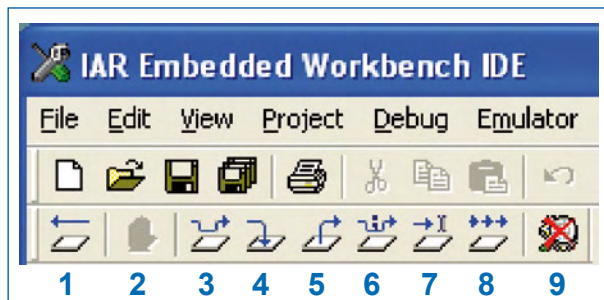 IAR Embedded Workbench IDE
File Edit View Project Debug Emulator
1 2 3 4 5 6 7 8 9